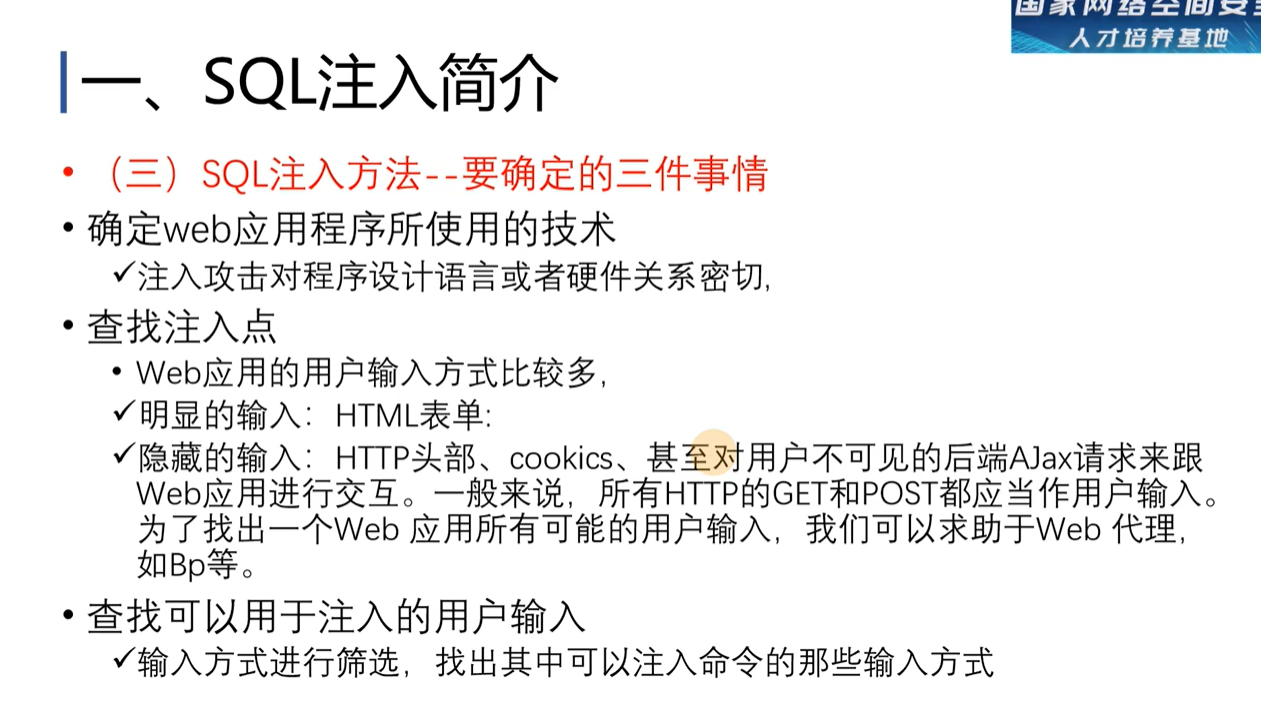 国家网络空间安全
人才培养基地
一、SQL注入简介
• （三）SQL注入方法--要确定的三件事情
• 确定web应用程序所使用的技术
✓注入攻击对程序设计语言或者硬件关系密切,
• 查找注入点
• Web应用的用户输入方式比较多,
✓明显的输入：HTML表单:
✓隐藏的输入：HTTP头部、cookics、甚至对用户不可见的后端AJax请求来跟
Web应用进行交互。一般来说，所有HTTP的GET和POST都应当作用户输入。
为了找出一个Web 应用所有可能的用户输入，我们可以求助于Web 代理，
如Bp等。
• 查找可以用于注入的用户输入
✓输入方式进行筛选，找出其中可以注入命令的那些输入方式